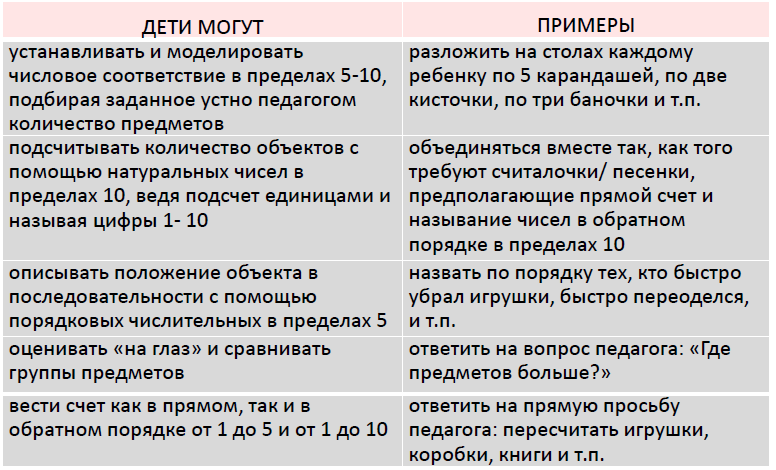 ДЕТИ МОГУТ
ПРИМЕРЫ
устанавливать и моделировать
числовое соответствие в пределах 5-10,
подбирая заданное устно педагогом
количество предметов
разложить на столах каждому
ребенку по 5 карандашей, по две
кисточки, по три баночки и т.п.
подсчитывать количество объектов с
помощью натуральных чисел в
пределах 10, ведя подсчет единицами и
называя цифры 1- 10
объединяться вместе так, как того
требуют считалочки/ песенки,
предполагающие прямой счет и
называние чисел в обратном
порядке в пределах 10
описывать положение объекта в
последовательности с помощью
порядковых числительных в пределах 5
назвать по порядку тех, кто быстро
убрал игрушки, быстро переоделся,
и т.п.
оценивать «на глаз» и сравнивать
группы предметов
ответить на вопрос педагога: «Где
предметов больше?»
вести счет как в прямом, так и в
обратном порядке от 1 до 5 и от 1 до 10
ответить на прямую просьбу
педагога: пересчитать игрушки,
коробки, книги и т.п.